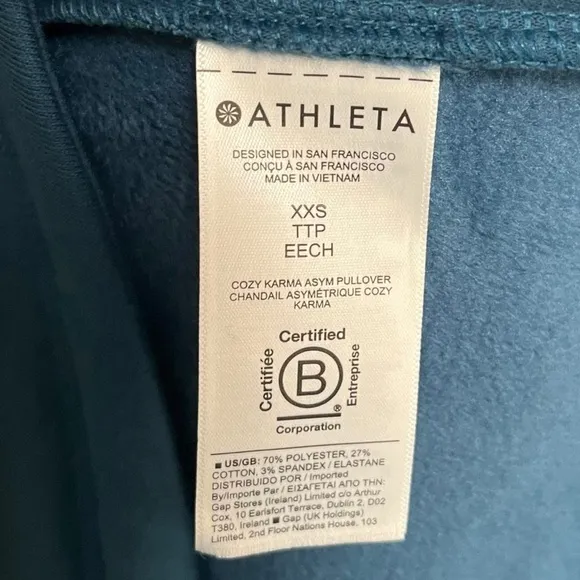 ATHLETA
DESIGNED IN SAN FRANCISCO
CONÇU À SAN FRANCISCO
MADE IN VIETNAM
XXS
TTP
EECH
COZY KARMA ASYM PULLOVER
CHANDAIL ASYMÉTRIQUE COZY
KARMA
Certified
Certifiée
B
Entreprise
®
Corporation
■ US/GB: 70% POLYESTER, 27%
COTTON, 3% SPANDEX / ELASTANE
DISTRIBUIDO POR / Imported
By/Importe Par / ΕΙΣΑΓΕΤΑΙ ΑΠΟ ΤΗΝ:
Gap Stores (Ireland) Limited c/o Arthur
Cox, 10 Earlsfort Terrace, Dublin 2, D02
T380, Ireland ■ Gap (UK Holdings)
Limited, 2nd Floor Nations House, 103